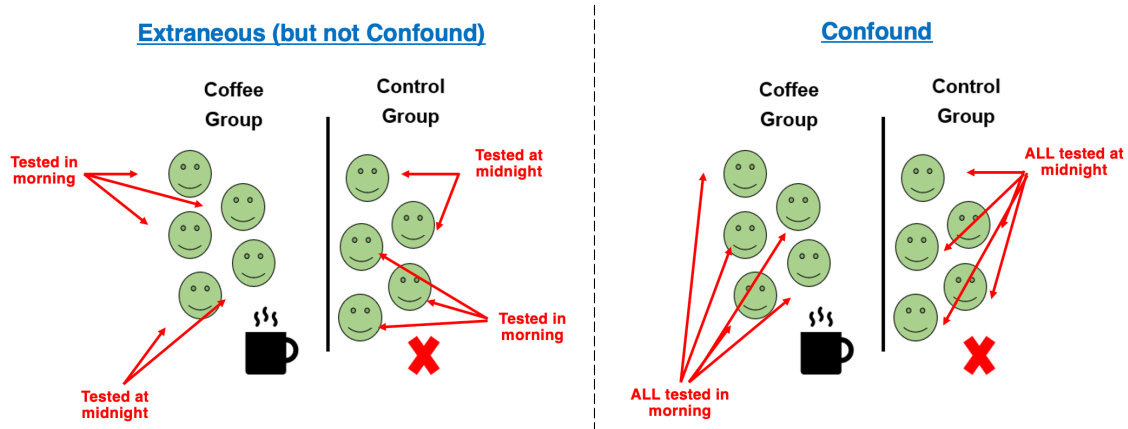 Extraneous (but not Confound)
Coffee
Group
Control
Group
Tested in
morning
Tested at
midnight
Tested in
morning
Tested at
midnight
Confound
Coffee
Group
Control
Group
ALL tested at
midnight
ALL tested in
morning